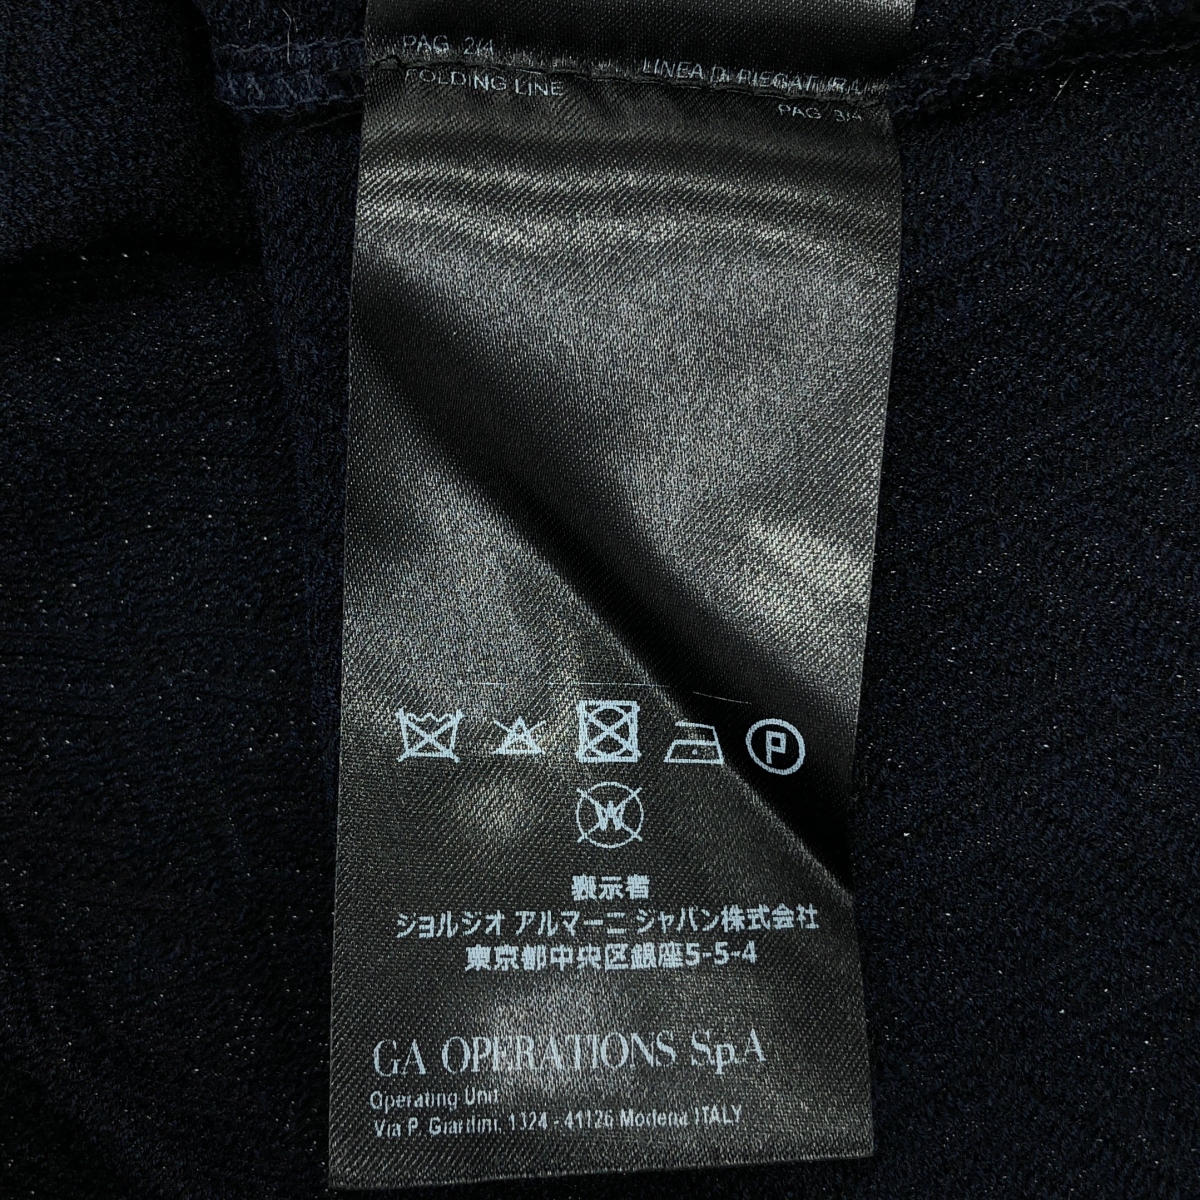 PAG 2/4
LINEA DI PIEGATURA
FOLDING LINE
PAG 3/4
P
W
表示者
ジョルジオ アルマーニ ジャパン株式会社
東京都中央区銀座5-5-4
GA OPERATIONS S.p.A
Operating Unit
Via P. Giardini, 1324 - 41126 Modena ITALY